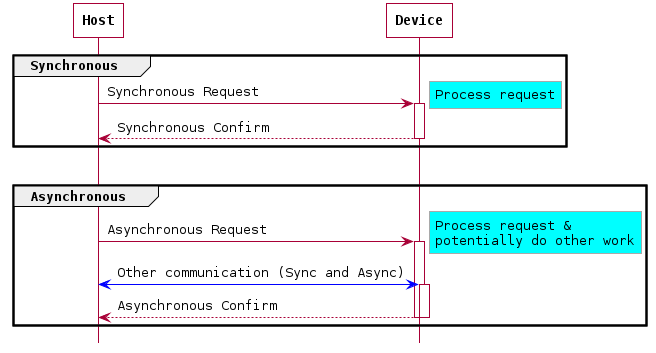 Host
Device
Synchronous
Synchronous Request
Process request
Synchronous Confirm
Asynchronous
Asynchronous Request
Process request &
potentially do other work
Other communication (Sync and Async)
Asynchronous Confirm